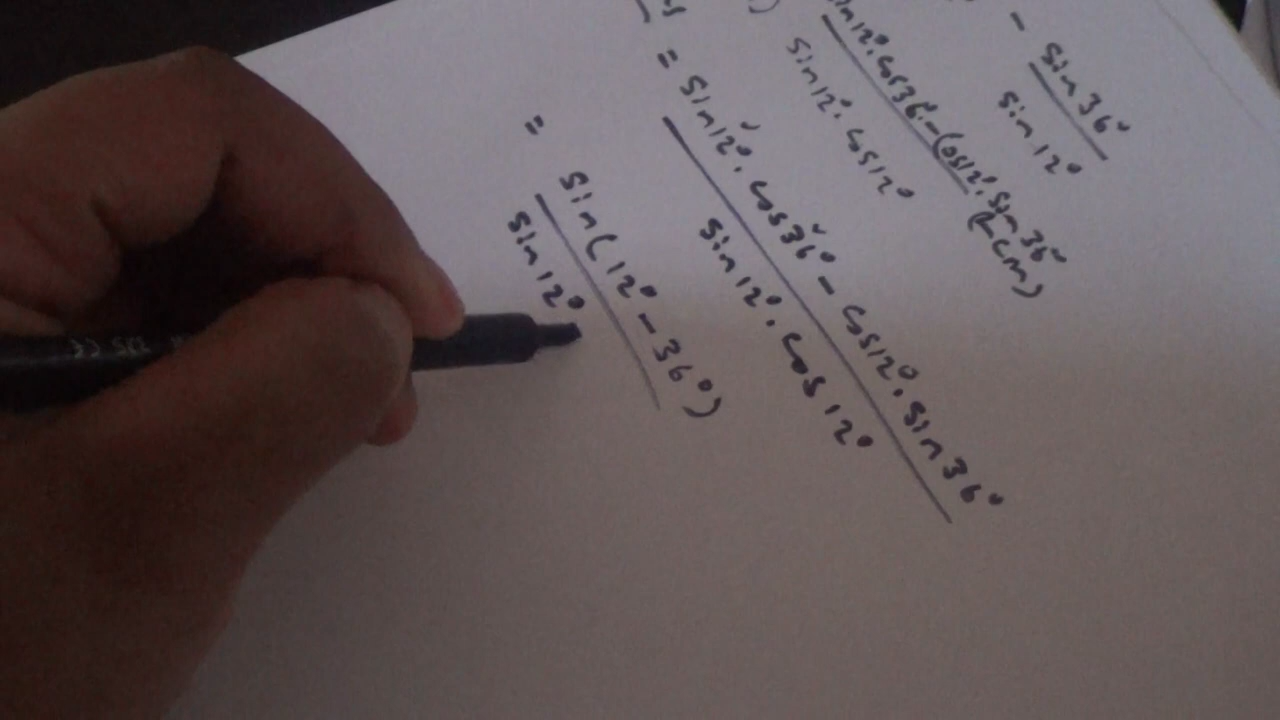 - sin36° / sin12°
sin12°.cos36° - cos12°.sin36° (LCM)
sin12°.cos12°
= sin12°.cos36° - cos12°.sin36°
sin12°.cos12°
= sin(12° - 36°)
sin12°